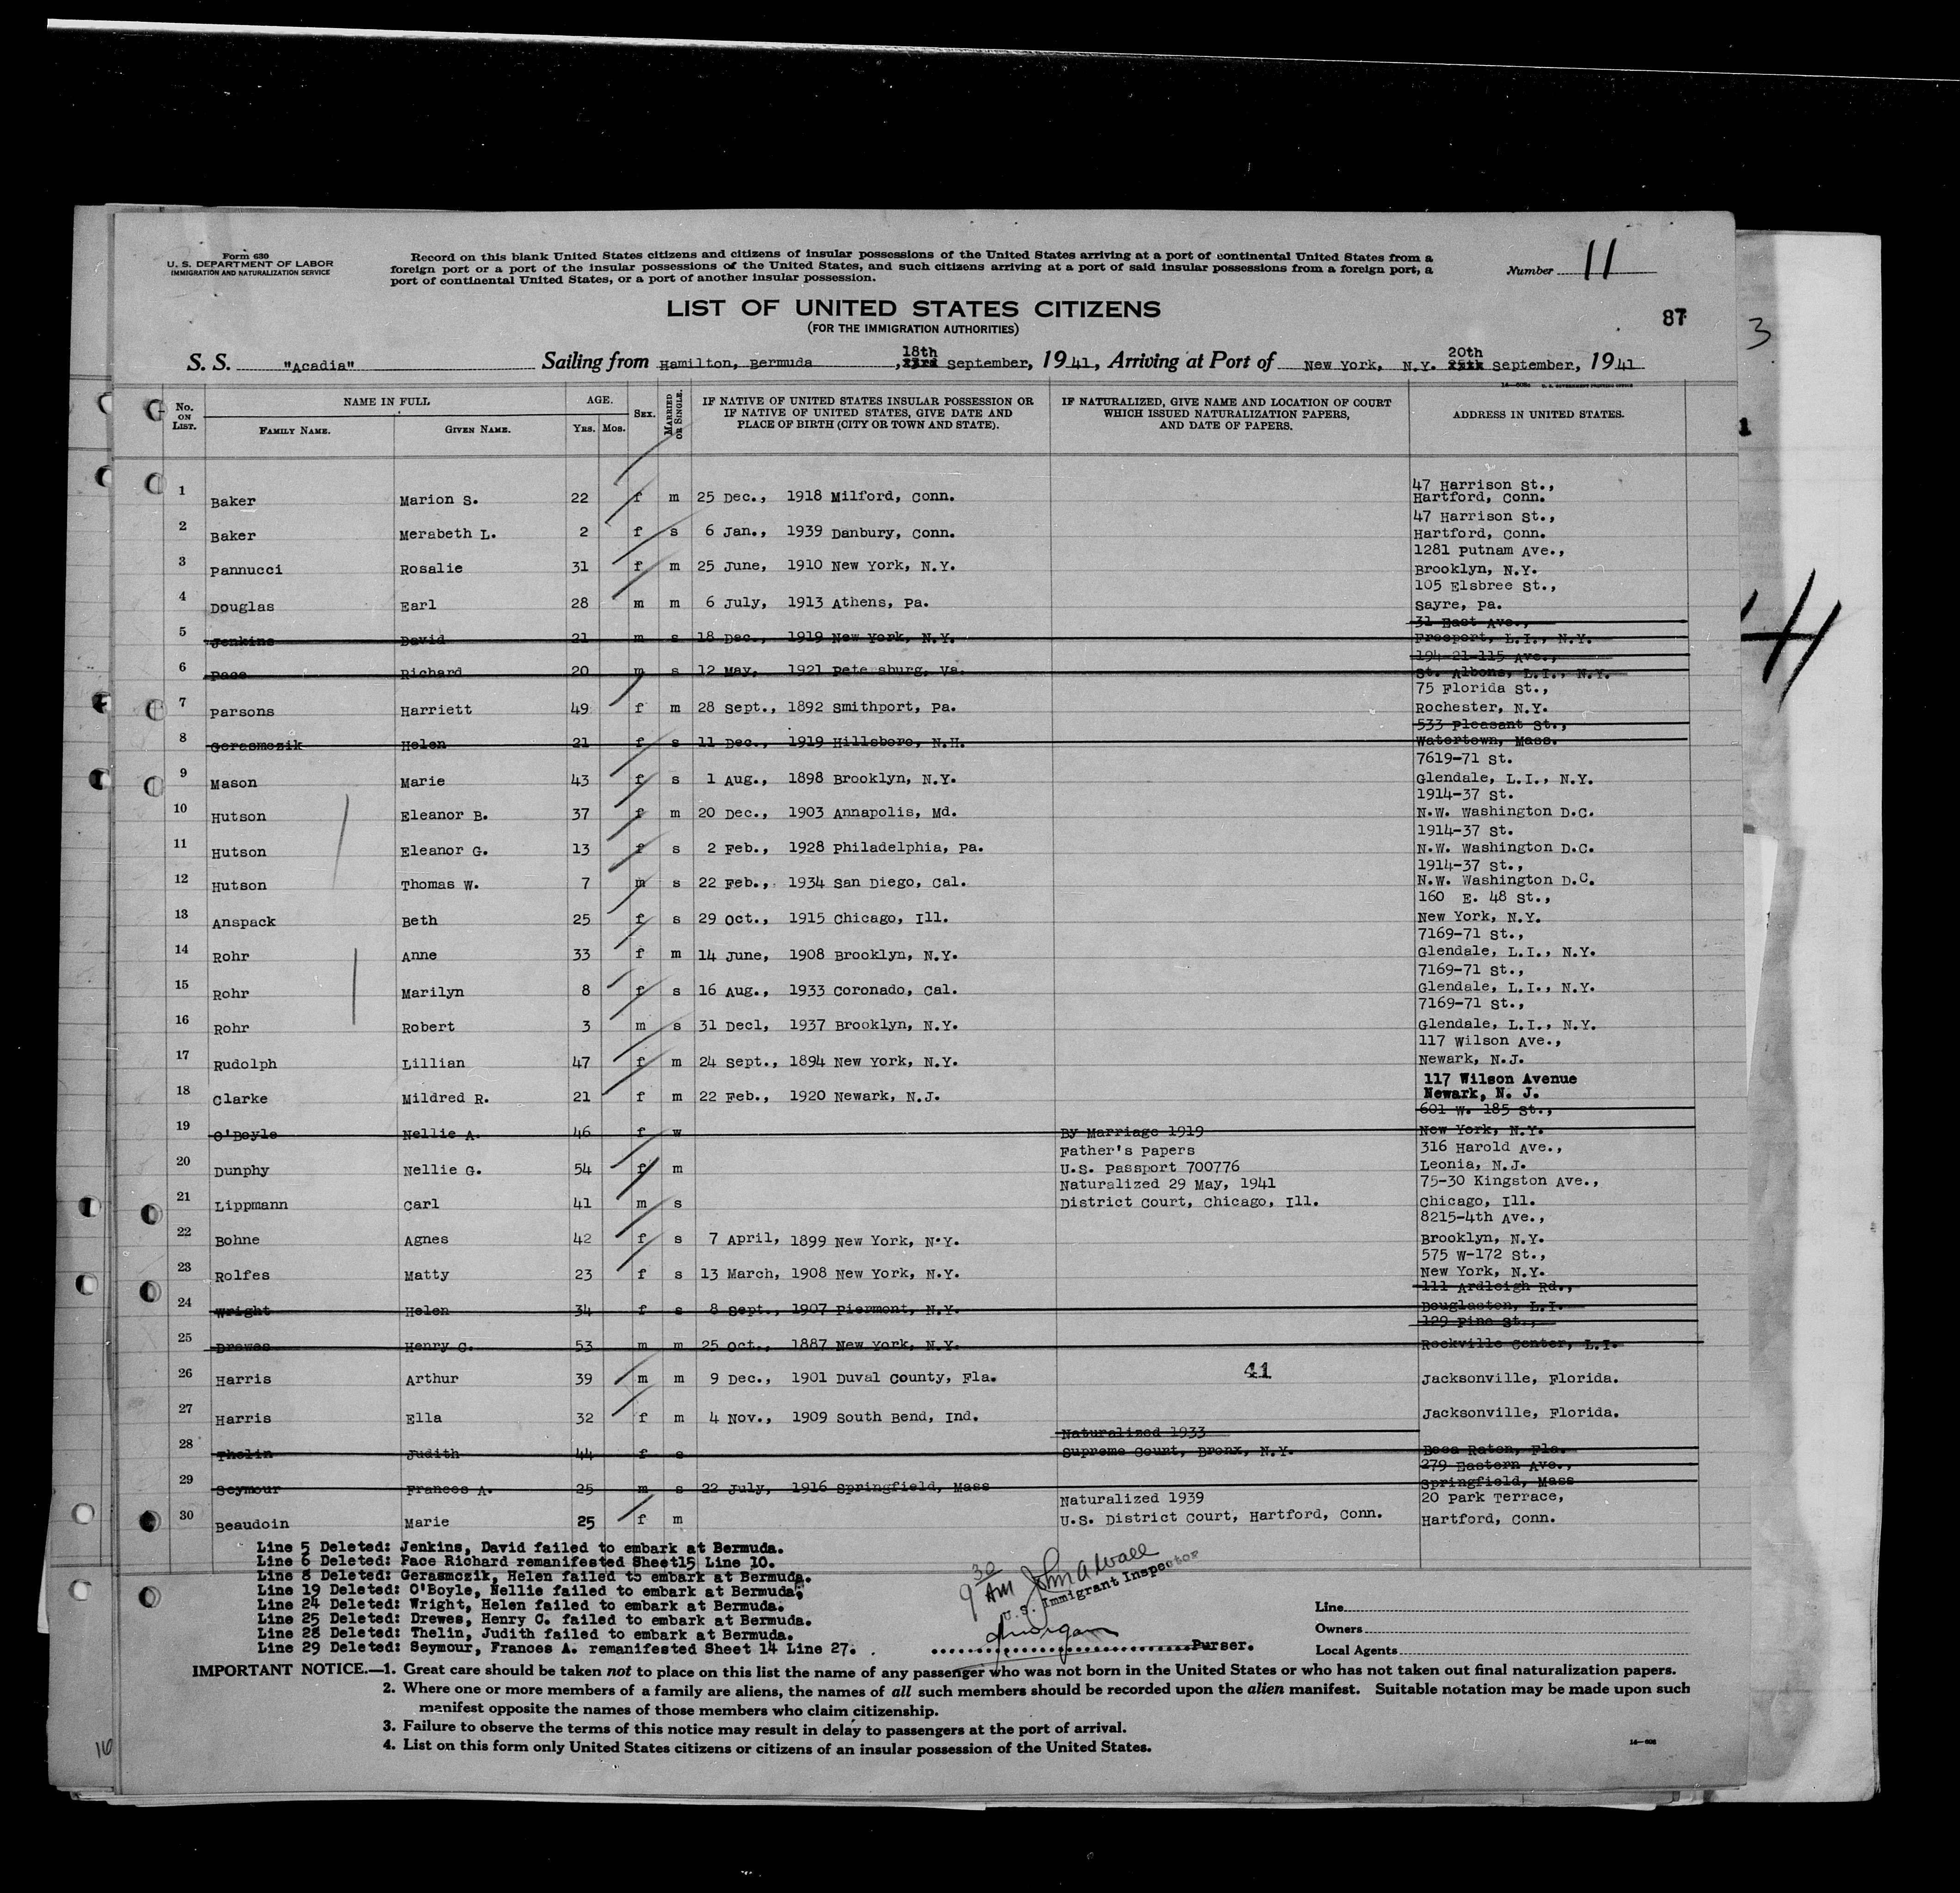 Form 630
U. S. DEPARTMENT OF LABOR
IMMIGRATION AND NATURALIZATION SERVICE
Record on this blank United States citizens and citizens of insular possessions of the United States arriving at a port of continental United States from a
foreign port or a port of the insular possessions of the United States, and such citizens arriving at a port of said insular possessions from a foreign port, a
port of continental United States, or a port of another insular possession.
Number 11
LIST OF UNITED STATES CITIZENS
(FOR THE IMMIGRATION AUTHORITIES)
87
3
18th 20th
S. S. "Acadia" Sailing from Hamilton, Bermuda, 23rd September, 1941, Arriving at Port of New York, N.Y. 25th September, 1941
No. ON LIST. NAME IN FULL AGE. SEX. MARRIED OR SINGLE. IF NATIVE OF UNITED STATES INSULAR POSSESSION OR IF NATIVE OF UNITED STATES, GIVE DATE AND PLACE OF BIRTH (CITY OR TOWN AND STATE). IF NATURALIZED, GIVE NAME AND LOCATION OF COURT WHICH ISSUED NATURALIZATION PAPERS, AND DATE OF PAPERS. ADDRESS IN UNITED STATES.
FAMILY NAME. GIVEN NAME. YRS. MOS.
47 Harrison St.,
1 Baker Marion S. 22 f m 25 Dec., 1918 Milford, Conn. Hartford, Conn.
47 Harrison St.,
2 Baker Merabeth L. 2 f s 6 Jan., 1939 Danbury, Conn. Hartford, Conn.
1281 Putnam Ave.,
3 Pannucci Rosalie 31 f m 25 June, 1910 New York, N.Y. Brooklyn, N.Y.
105 Elsbree St.,
4 Douglas Earl 28 m m 6 July, 1913 Athens, Pa. Sayre, Pa.
31 East Ave.,
5 Jenkins David 21 m s 18 Dec., 1919 New York, N.Y. Freeport, L.I., N.Y.
194-21-115 Ave.,
6 Pace Richard 20 m s 12 May, 1921 Petersburg, Va. St. Albons, L.I., N.Y.
75 Florida St.,
7 Parsons Harriett 49 f m 28 Sept., 1892 Smithport, Pa. Rochester, N.Y.
533 Pleasant St.,
8 Gerasmczik Helen 21 f s 11 Dec., 1919 Hillsboro, N.H. Watertown, Mass.
7619-71 St.
9 Mason Marie 43 f s 1 Aug., 1898 Brooklyn, N.Y. Glendale, L.I., N.Y.
1914-37 St.
10 Hutson Eleanor B. 37 f m 20 Dec., 1903 Annapolis, Md. N.W. Washington D.C.
1914-37 St.
11 Hutson Eleanor G. 13 f s 2 Feb., 1928 Philadelphia, Pa. N.W. Washington D.C.
1914-37 St.,
12 Hutson Thomas W. 7 m s 22 Feb., 1934 San Diego, Cal. N.W. Washington D.C.
160 E. 48 St.,
13 Anspack Beth 25 f s 29 Oct., 1915 Chicago, Ill. New York, N.Y.
7169-71 St.,
14 Rohr Anne 33 f m 14 June, 1908 Brooklyn, N.Y. Glendale, L.I., N.Y.
7169-71 St.,
15 Rohr Marilyn 8 f s 16 Aug., 1933 Coronado, Cal. Glendale, L.I., N.Y.
7169-71 St.,
16 Rohr Robert 3 m s 31 Decl, 1937 Brooklyn, N.Y. Glendale, L.I., N.Y.
117 Wilson Ave.,
17 Rudolph Lillian 47 f m 24 Sept., 1894 New York, N.Y. Newark, N.J.
117 Wilson Avenue
18 Clarke Mildred R. 21 f m 22 Feb., 1920 Newark, N.J. Newark, N. J.
601 W. 185 St.,
19 O'Boyle Nellie A. 46 f w By Marriage 1919 New York, N.Y.
Father's Papers 316 Harold Ave.,
20 Dunphy Nellie G. 54 f m U.S. Passport 700776 Leonia, N.J.
Naturalized 29 May, 1941 75-30 Kingston Ave.,
21 Lippmann Carl 41 m s District Court, Chicago, Ill. Chicago, Ill.
8215-4th Ave.,
22 Bohne Agnes 42 f s 7 April, 1899 New York, N.Y. Brooklyn, N.Y.
575 W-172 St.,
23 Rolfes Matty 23 f s 13 March, 1908 New York, N.Y. New York, N.Y.
111 Ardleigh Rd.,
24 Wright Helen 34 f s 8 Sept., 1907 Piermont, N.Y. Douglaston, L.I.
129 Pine St.,
25 Drewes Henry C. 53 m m 25 Oct., 1887 New York, N.Y. Rockville Center, L.I.
41
26 Harris Arthur 39 m m 9 Dec., 1901 Duval County, Fla. Jacksonville, Florida.
27 Harris Ella 32 f m 4 Nov., 1909 South Bend, Ind. Jacksonville, Florida.
Naturalized 1933
28 Thelin Judith 44 f s Supreme Court, Bronx, N.Y. Boca Raton, Fla.
279 Eastern Ave.,
29 Seymour Frances A. 25 m s 22 July, 1916 Springfield, Mass Springfield, Mass
Naturalized 1939 20 Park Terrace,
30 Beaudoin Marie 25 f m U.S. District Court, Hartford, Conn. Hartford, Conn.
Line 5 Deleted: Jenkins, David failed to embark at Bermuda.
Line 6 Deleted: Pace Richard remanifested Sheet15 Line 10.
Line 8 Deleted: Gerasmczik, Helen failed to embark at Bermuda.
Line 19 Deleted: O'Boyle, Nellie failed to embark at Bermuda.
Line 24 Deleted: Wright, Helen failed to embark at Bermuda.
Line 25 Deleted: Drewes, Henry C. failed to embark at Bermuda.
Line 28 Deleted: Thelin, Judith failed to embark at Bermuda.
Line 29 Deleted: Seymour, Frances A. remanifested Sheet 14 Line 27.
9 30 AM John A Wall
U.S. Immigrant Inspector
Purser.
Line
Owners
Local Agents
IMPORTANT NOTICE.—1. Great care should be taken not to place on this list the name of any passenger who was not born in the United States or who has not taken out final naturalization papers.
2. Where one or more members of a family are aliens, the names of all such members should be recorded upon the alien manifest. Suitable notation may be made upon such
manifest opposite the names of those members who claim citizenship.
3. Failure to observe the terms of this notice may result in delay to passengers at the port of arrival.
4. List on this form only United States citizens or citizens of an insular possession of the United States.
16